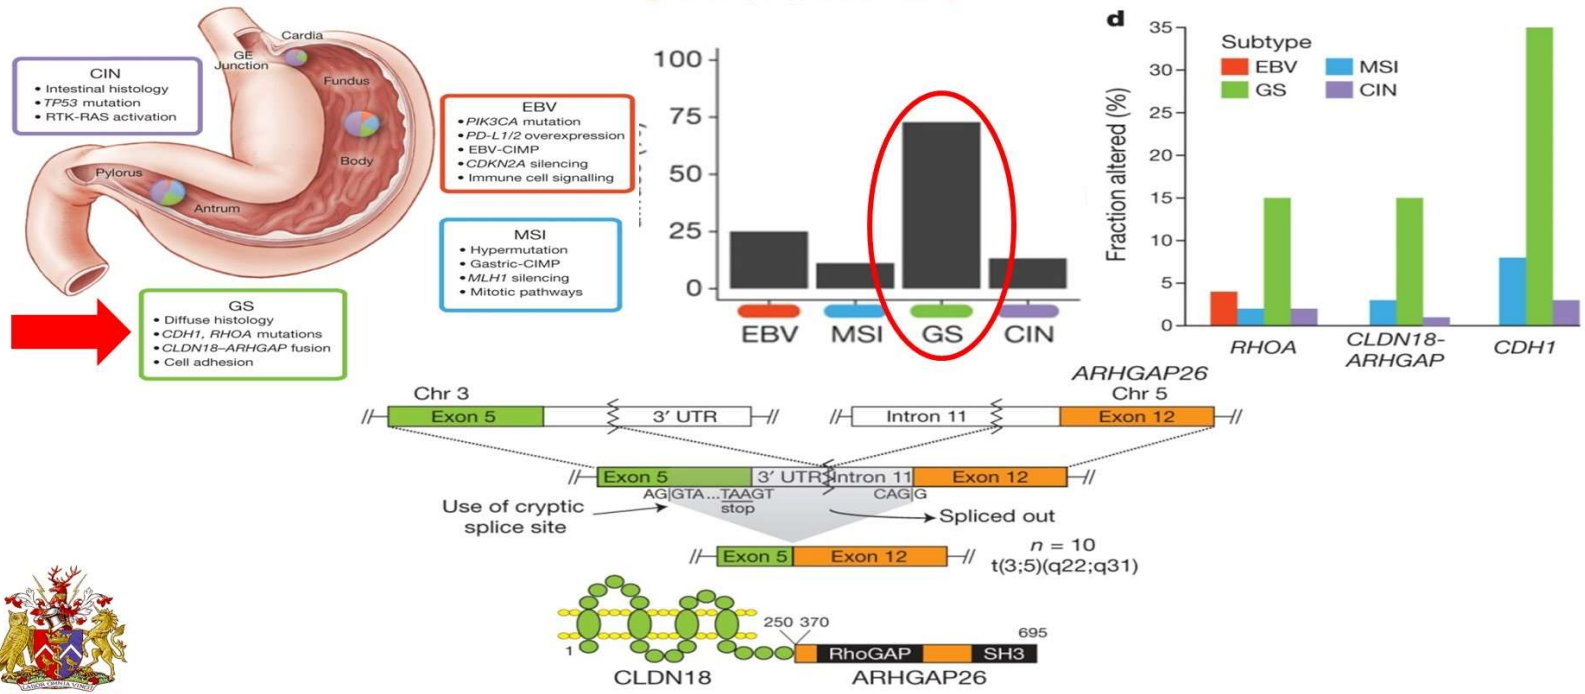 Cardia
GE
Junction
Fundus
Body
Pylorus
Antrum
CIN
• Intestinal histology
• TP53 mutation
• RTK-RAS activation
EBV
• PIK3CA mutation
• PD-L1/2 overexpression
• EBV-CIMP
• CDKN2A silencing
• Immune cell signalling
MSI
• Hypermutation
• Gastric-CIMP
• MLH1 silencing
• Mitotic pathways
GS
• Diffuse histology
• CDH1, RHOA mutations
• CLDN18–ARHGAP fusion
• Cell adhesion
100
75
50
25
0
EBV MSI GS CIN
d
Subtype
EBV MSI
GS CIN
Fraction altered (%)
35
30
25
20
15
10
5
0
RHOA
CLDN18-
ARHGAP
CDH1
Chr 3
Exon 5
3′ UTR
ARHGAP26
Chr 5
Intron 11
Exon 12
Exon 5 3′ UTR Intron 11 Exon 12
AG|GTA...TAAGT
stop
CAG|G
Use of cryptic
splice site
Spliced out
Exon 5 Exon 12
n = 10
t(3;5)(q22;q31)
250 370
695
1
RhoGAP
SH3
CLDN18
ARHGAP26
LABOR OMNIA VINCIT